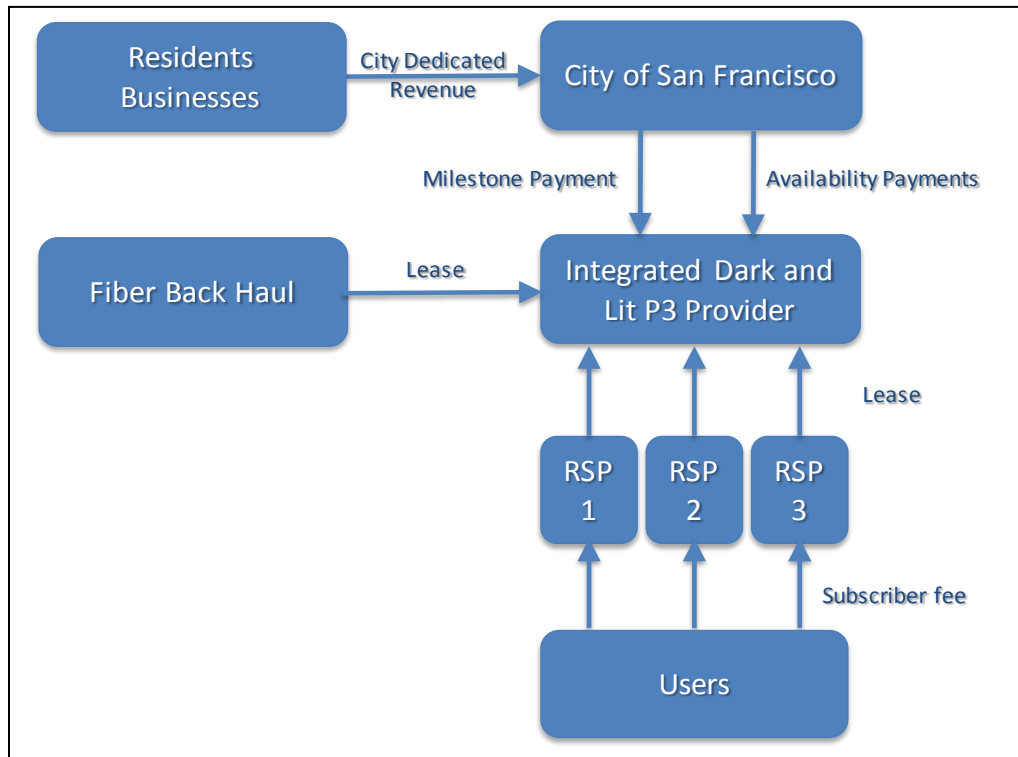 Residents
Businesses
City Dedicated
Revenue
City of San Francisco
Milestone Payment
Availability Payments
Fiber Back Haul
Lease
Integrated Dark and
Lit P3 Provider
Lease
RSP
1
RSP
2
RSP
3
Subscriber fee
Users